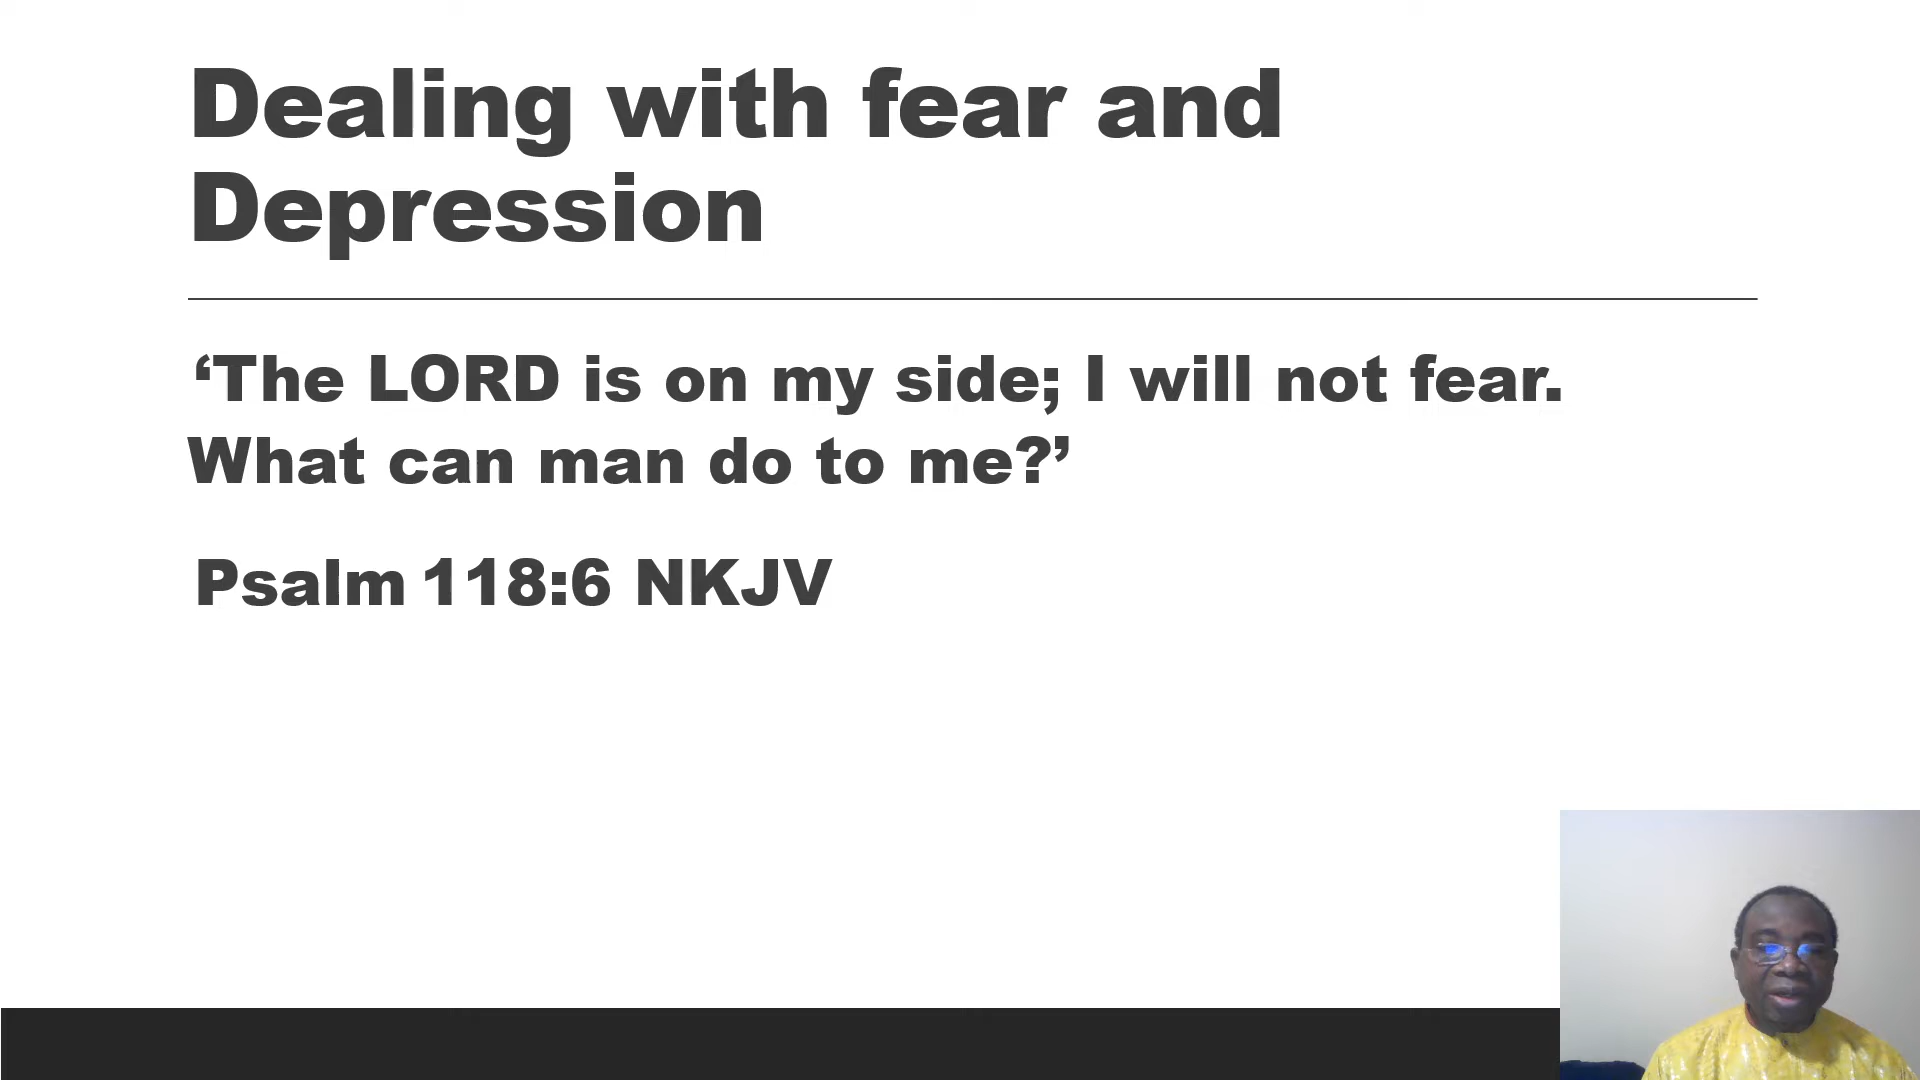 Dealing with fear and
Depression
‘The LORD is on my side; I will not fear.
What can man do to me?’
Psalm 118:6 NKJV